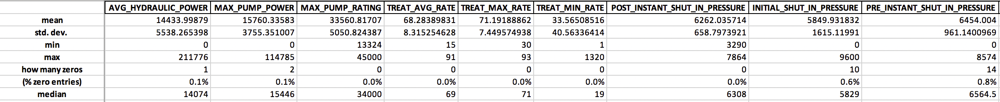 AVG_HYDRAULIC_POWER MAX_PUMP_POWER MAX_PUMP_RATING TREAT_AVG_RATE TREAT_MAX_RATE TREAT_MIN_RATE POST_INSTANT_SHUT_IN_PRESSURE INITIAL_SHUT_IN_PRESSURE PRE_INSTANT_SHUT_IN_PRESSURE
mean 14433.99879 15760.33583 33560.81707 68.28389831 71.19188862 33.56508516 6262.035714 5849.931832 6454.004
std. dev. 5538.265398 3755.351007 5050.824387 8.315254628 7.449574938 40.56336414 658.7973921 1615.11991 961.1400969
min 0 0 13324 15 30 1 3290 0 0
max 211776 114785 45000 91 93 1320 7864 9600 8574
how many zeros 1 2 0 0 0 0 0 10 14
(% zero entries) 0.1% 0.1% 0.0% 0.0% 0.0% 0.0% 0.0% 0.6% 0.8%
median 14074 15446 34000 69 71 19 6308 5829 6564.5